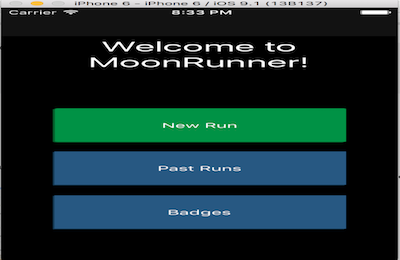 iPhone 6 - iPhone 6 / iOS 9.1 (13B137)
Carrier 8:33 PM
Welcome to
MoonRunner!
New Run
Past Runs
Badges